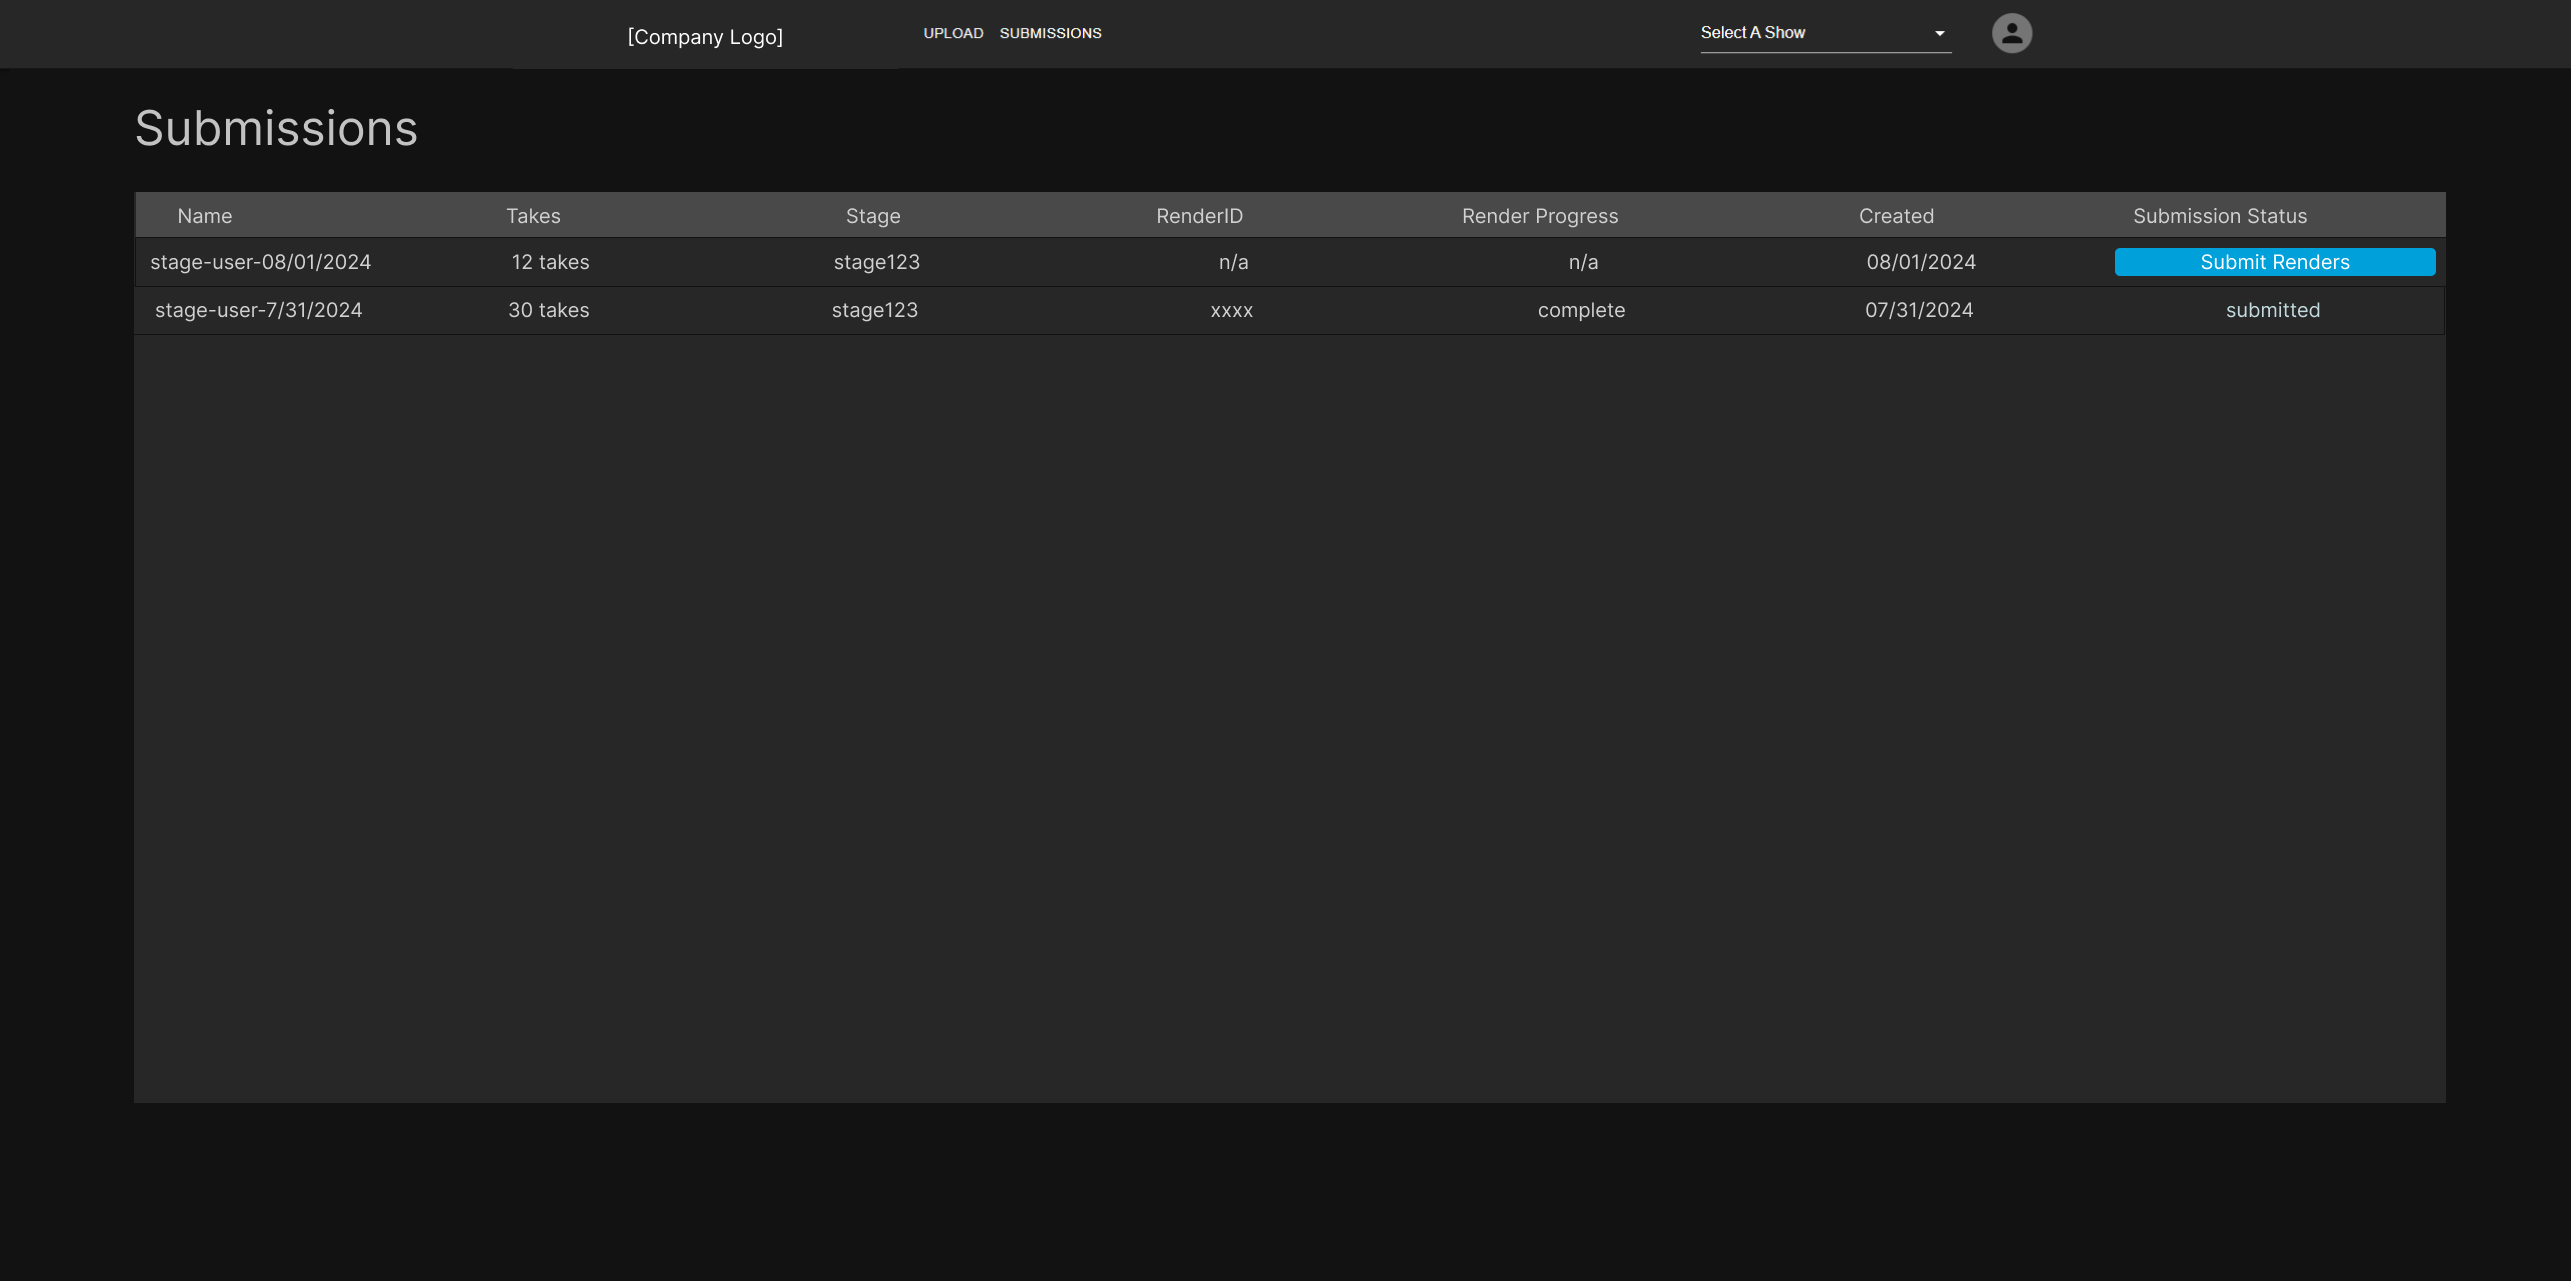 [Company Logo] UPLOAD SUBMISSIONS Select A Show
Submissions
Name Takes Stage RenderID Render Progress Created Submission Status
stage-user-08/01/2024 12 takes stage123 n/a n/a 08/01/2024 Submit Renders
stage-user-7/31/2024 30 takes stage123 xxxx complete 07/31/2024 submitted